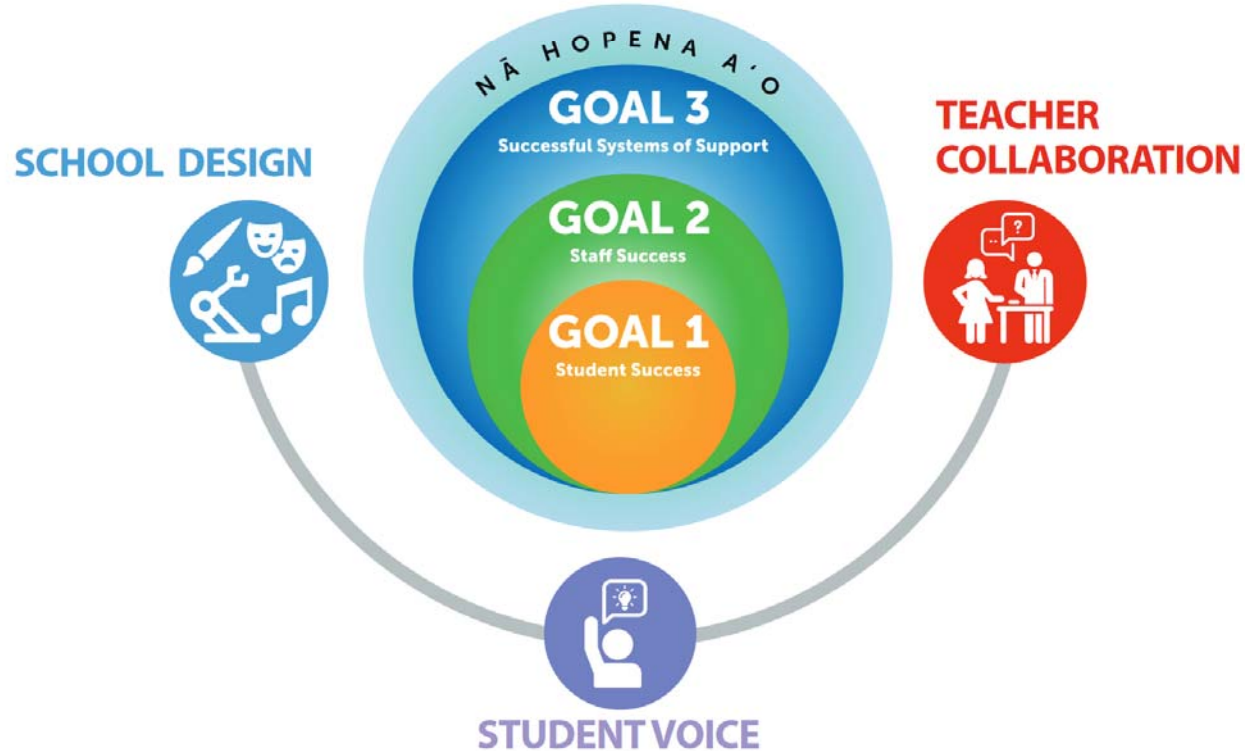 NĀ HOPENA AʻO
GOAL 3
Successful Systems of Support
GOAL 2
Staff Success
GOAL 1
Student Success
SCHOOL DESIGN
TEACHER
COLLABORATION
?
..
STUDENT VOICE